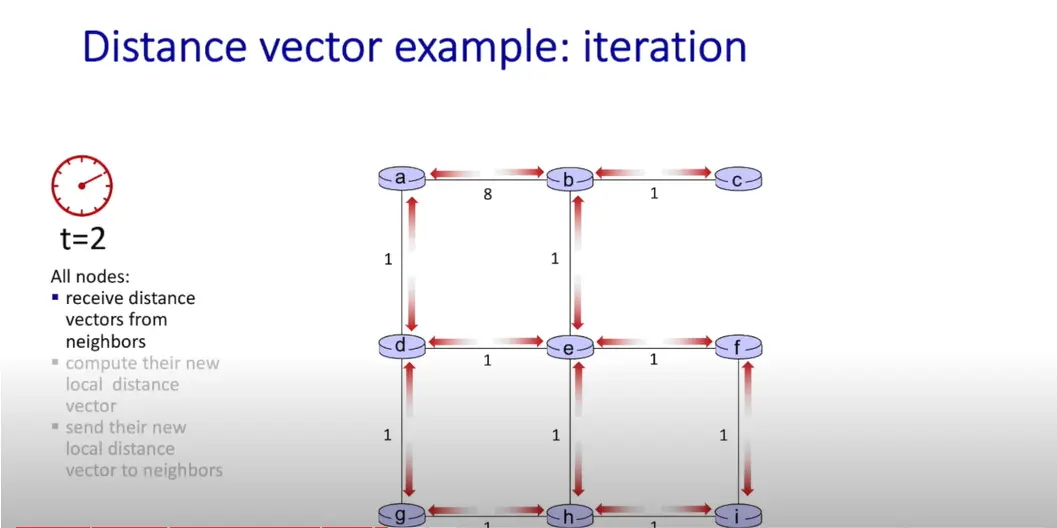 Distance vector example: iteration
a
b
c
8
1
t=2
1
1
All nodes:
▪ receive distance
vectors from
neighbors
d
e
f
1
1
▪ compute their new
local distance
vector
▪ send their new
local distance
vector to neighbors
1
1
1
g
h
i
1
1